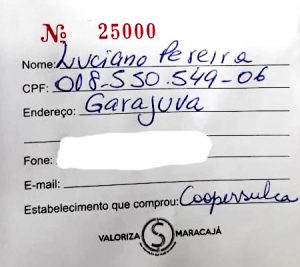 No 25000
Nome: Luciano Pereira
CPF: 018-550.549-06
Endereço: Garajuva
Fone:
E-mail:
Estabelecimento que comprou: Coopersulca
VALORIZA S MARACAJÁ